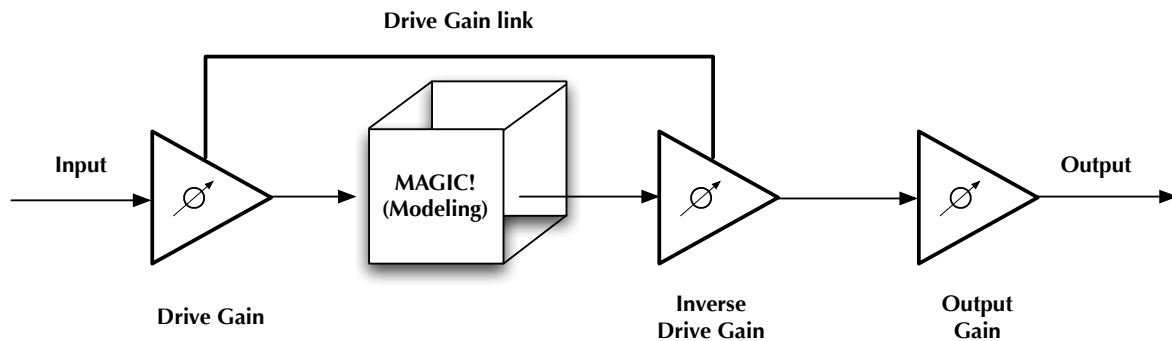 Drive Gain link
Input
MAGIC!
(Modeling)
Output
Drive Gain
Inverse
Drive Gain
Output
Gain